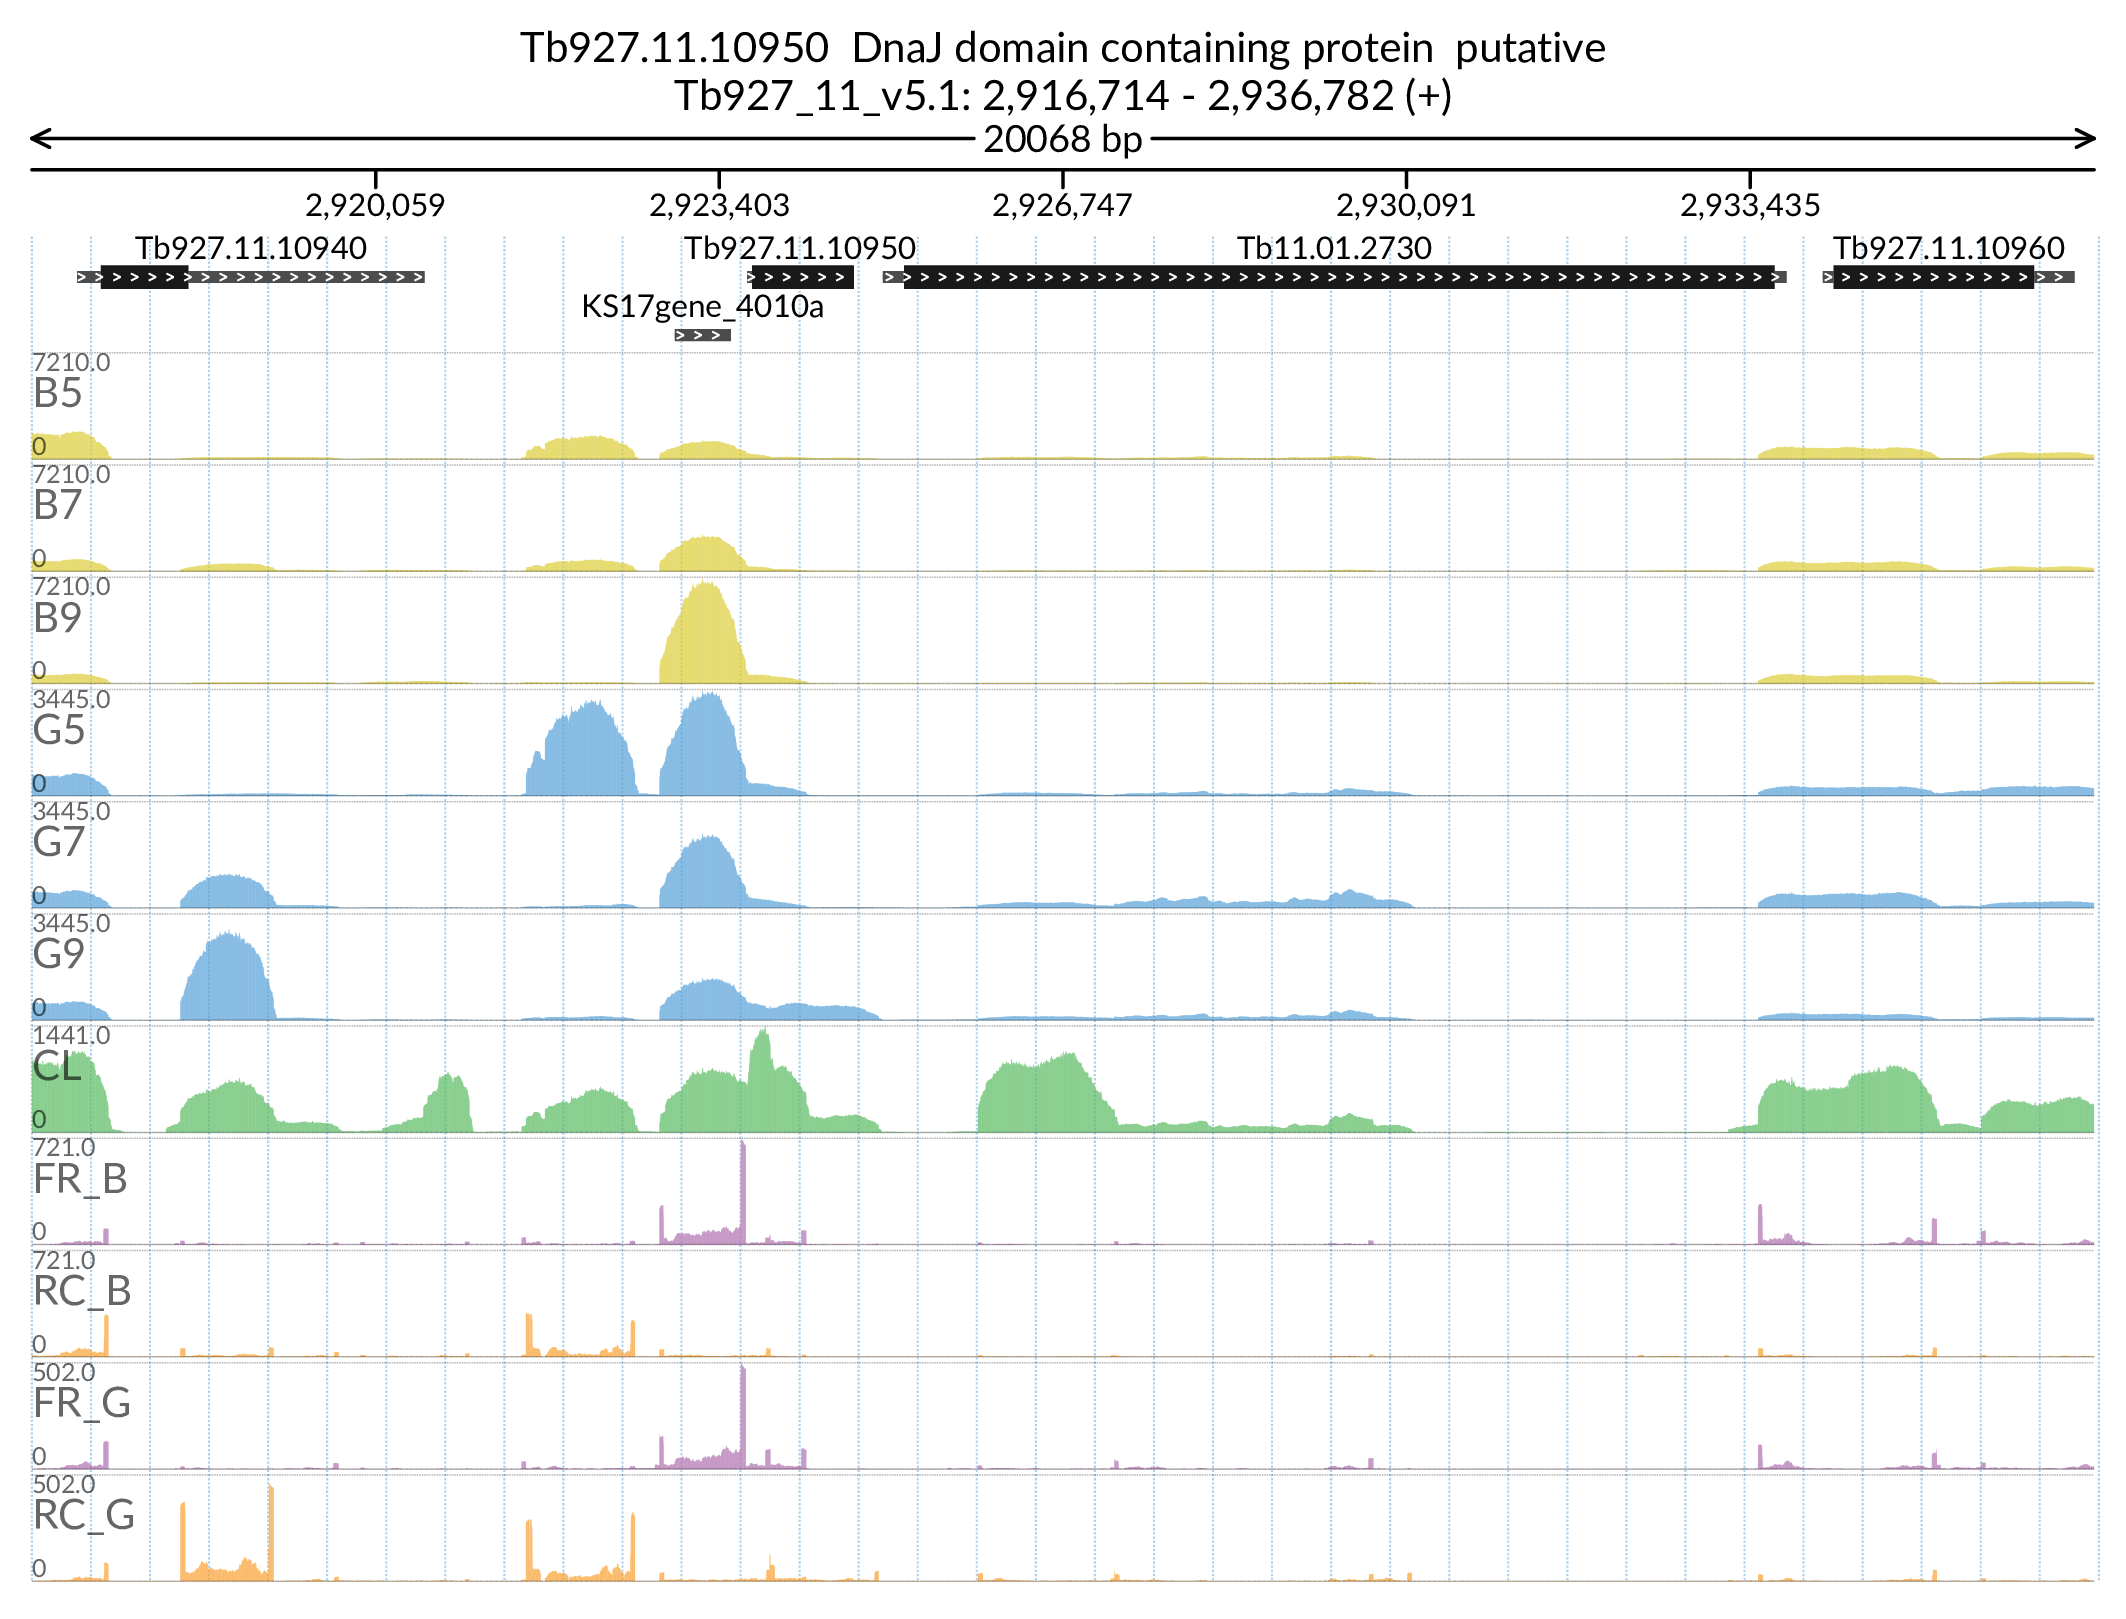 Tb927.11.10950  DnaJ domain containing protein  putative
Tb927_11_v5.1: 2,916,714 - 2,936,782 (+)
20068 bp
2,920,059 2,923,403 2,926,747 2,930,091 2,933,435
Tb927.11.10940 Tb927.11.10950 Tb11.01.2730 Tb927.11.10960
KS17gene_4010a
7210.0
B5
0
7210.0
B7
0
7210.0
B9
0
3445.0
G5
0
3445.0
G7
0
3445.0
G9
0
1441.0
CL
0
721.0
FR_B
0
721.0
RC_B
0
502.0
FR_G
0
502.0
RC_G
0